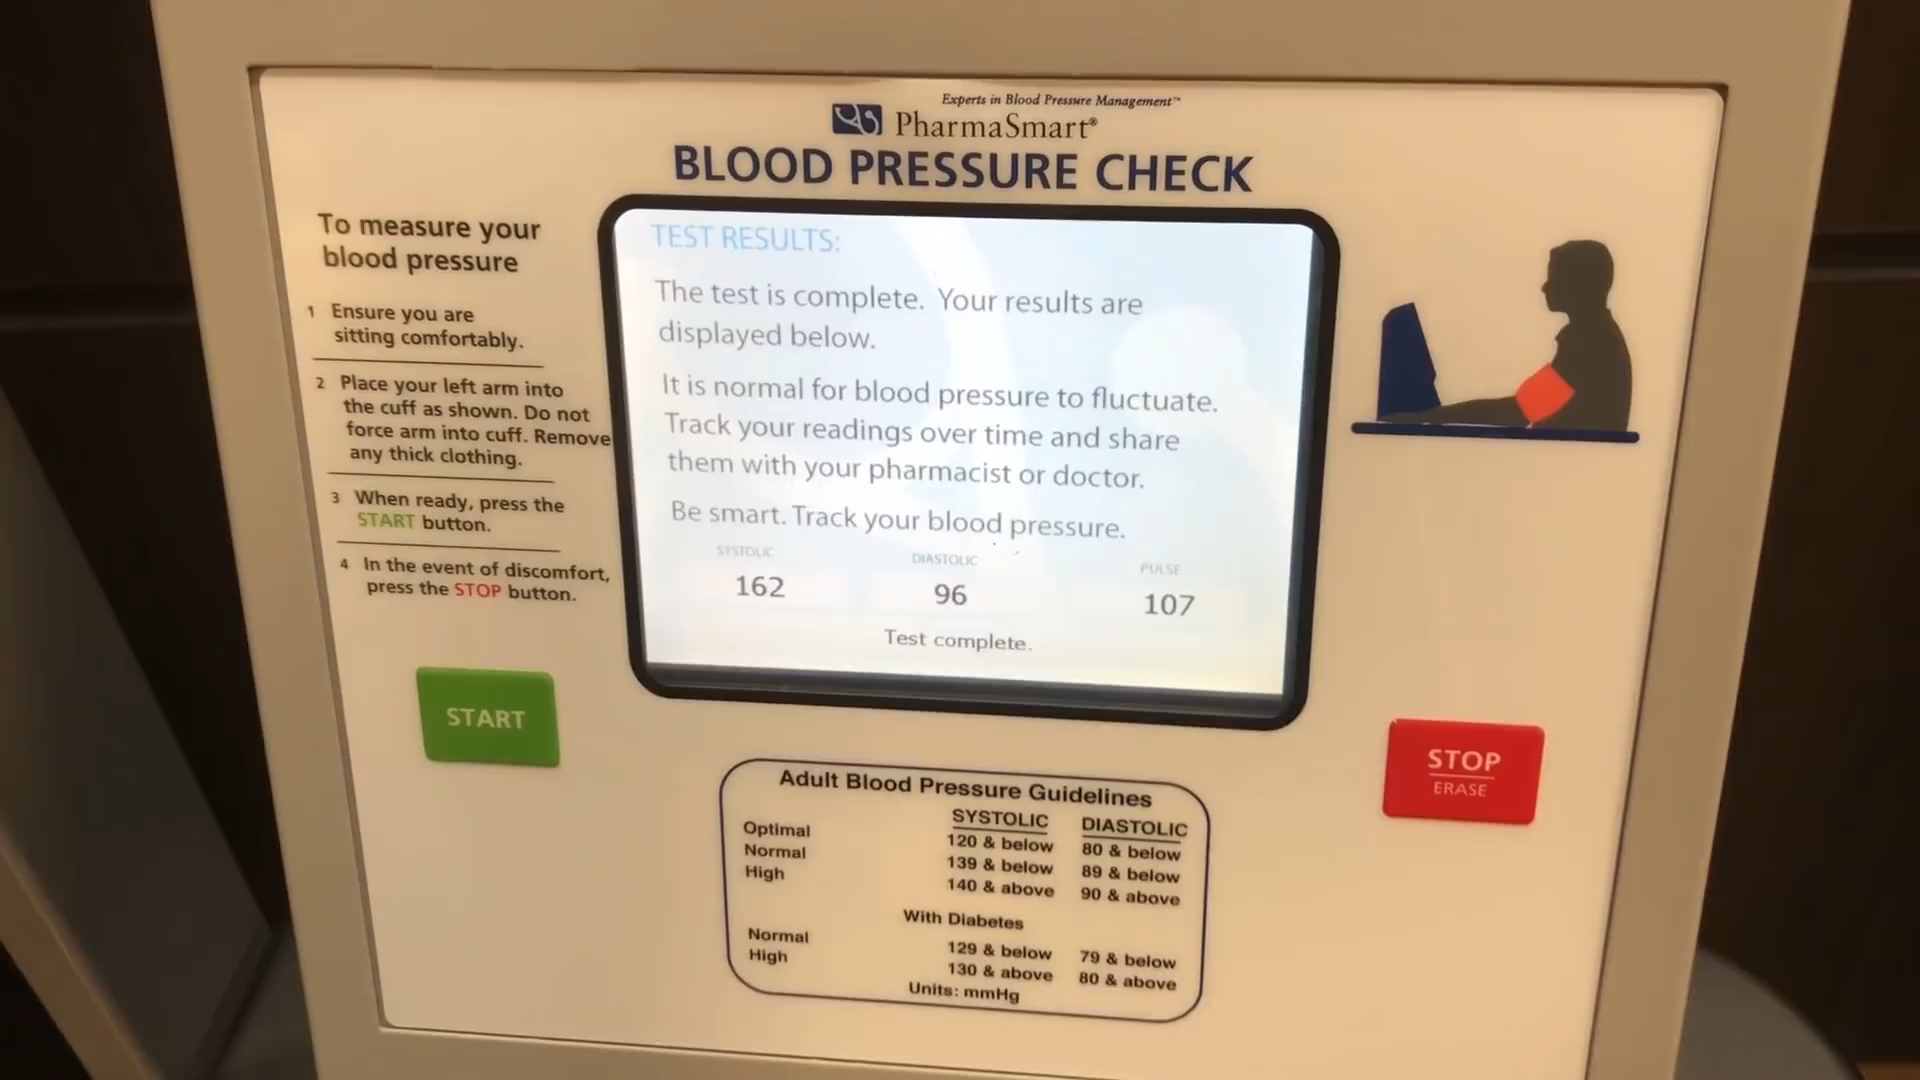 Experts in Blood Pressure Management™
PharmaSmart®
BLOOD PRESSURE CHECK
To measure your
blood pressure
1 Ensure you are
sitting comfortably.
2 Place your left arm into
the cuff as shown. Do not
force arm into cuff. Remove
any thick clothing.
3 When ready, press the
START button.
4 In the event of discomfort,
press the STOP button.
START
TEST RESULTS:
The test is complete. Your results are
displayed below.
It is normal for blood pressure to fluctuate.
Track your readings over time and share
them with your pharmacist or doctor.
Be smart. Track your blood pressure.
SYSTOLIC DIASTOLIC PULSE
162 96 107
Test complete.
STOP
ERASE
Adult Blood Pressure Guidelines
SYSTOLIC DIASTOLIC
Optimal 120 & below 80 & below
Normal 139 & below 89 & below
High 140 & above 90 & above
With Diabetes
Normal 129 & below 79 & below
High 130 & above 80 & above
Units: mmHg